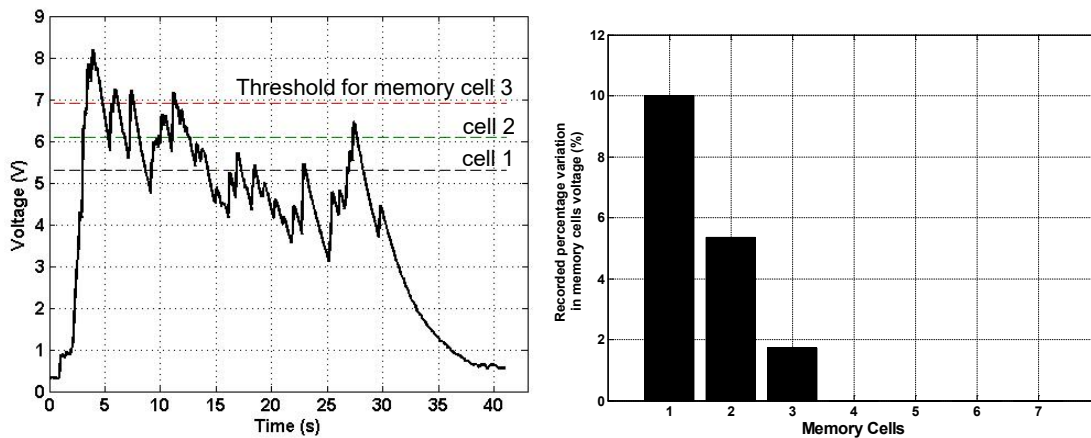 9
8
7
6
5
4
3
2
1
0
Voltage (V)
Threshold for memory cell 3
cell 2
cell 1
0 5 10 15 20 25 30 35 40
Time (s)
12
10
8
6
4
2
0
Recorded percentage variation
in memory cells voltage (%)
1 2 3 4 5 6 7
Memory Cells